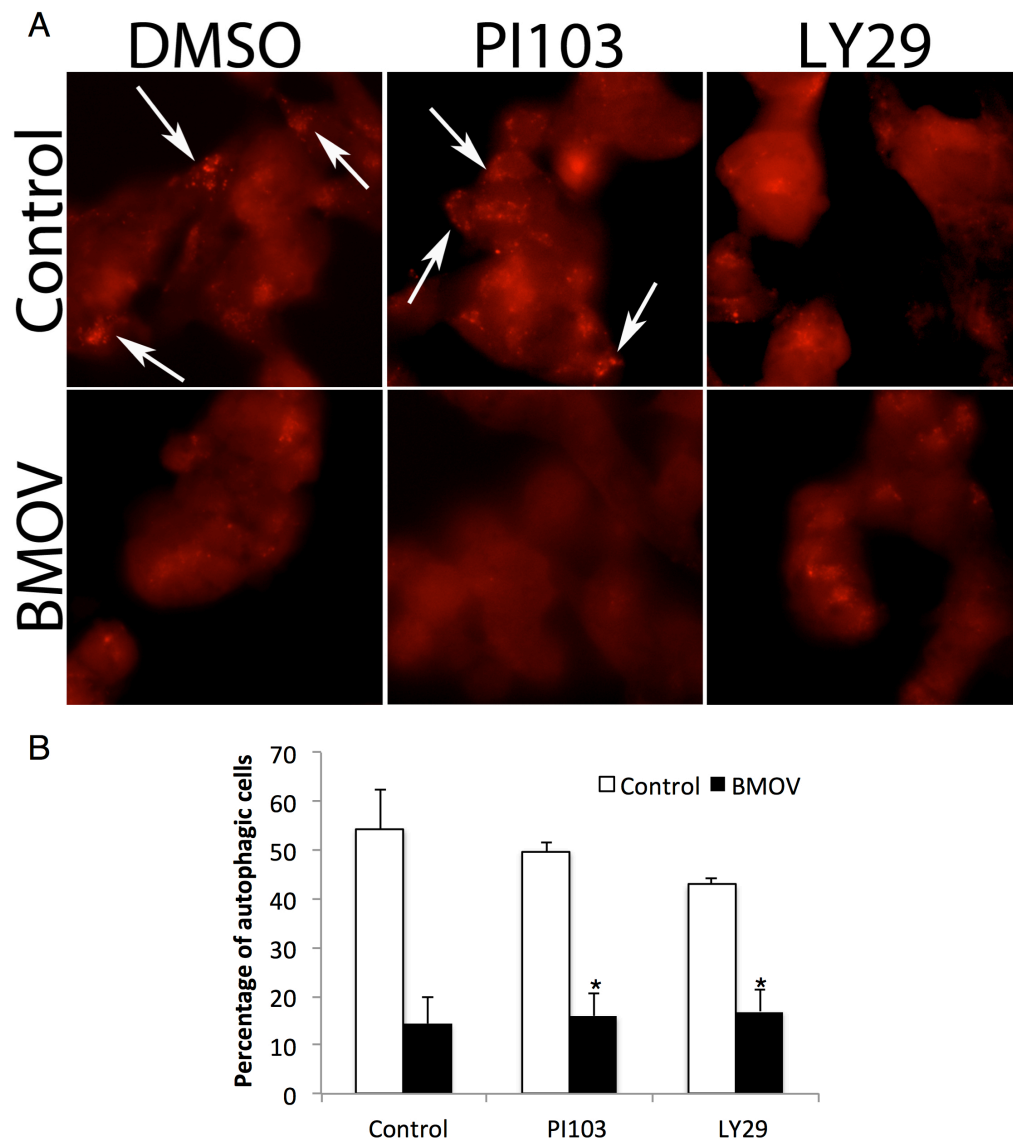 A
DMSO PI103 LY29
Control
BMOV
B
Percentage of autophagic cells
70
60
50
40
30
20
10
0
Control BMOV
* *
Control PI103 LY29